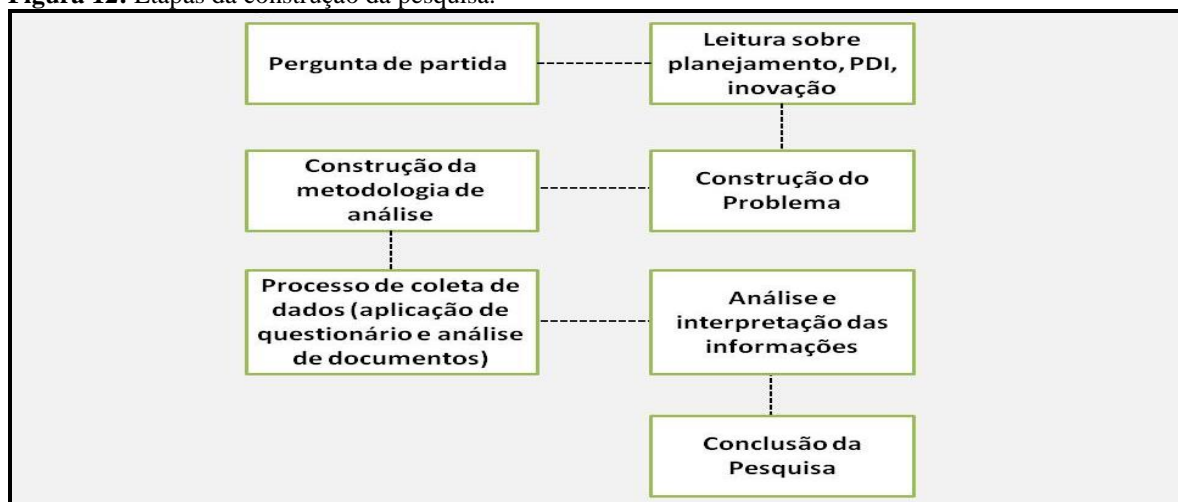 Figura 12: Etapas da construção da pesquisa.
Pergunta de partida
Leitura sobre
planejamento, PDI,
inovação
Construção do
Problema
Construção da
metodologia de
análise
Processo de coleta de
dados (aplicação de
questionário e análise
de documentos)
Análise e
interpretação das
informações
Conclusão da
Pesquisa